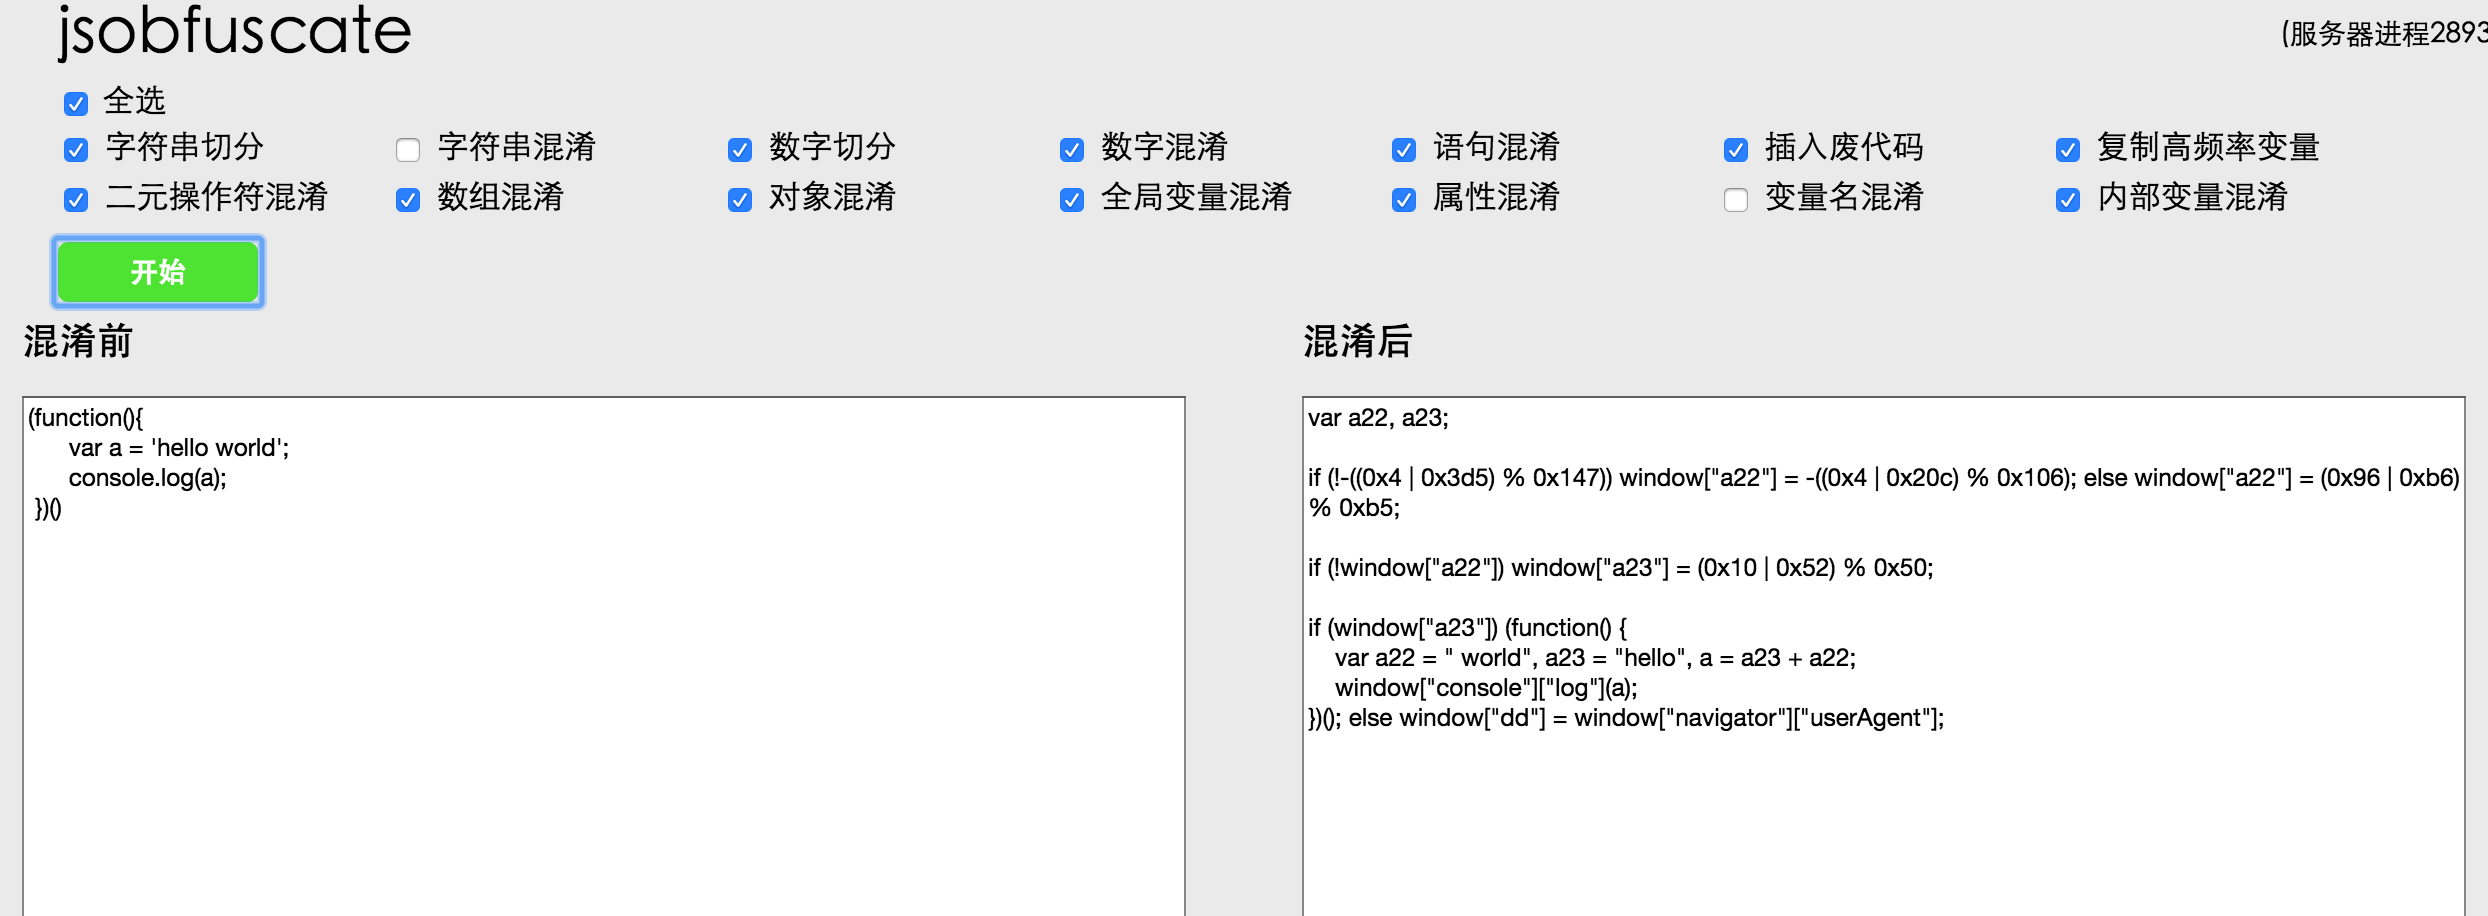 jsobfuscate
(服务器进程2893
全选
字符串切分 字符串混淆 数字切分 数字混淆 语句混淆 插入废代码 复制高频率变量
二元操作符混淆 数组混淆 对象混淆 全局变量混淆 属性混淆 变量名混淆 内部变量混淆
开始
混淆前
(function(){
var a = 'hello world';
console.log(a);
})()
混淆后
var a22, a23;
if (!-((0x4 | 0x3d5) % 0x147)) window["a22"] = -((0x4 | 0x20c) % 0x106); else window["a22"] = (0x96 | 0xb6)
% 0xb5;
if (!window["a22"]) window["a23"] = (0x10 | 0x52) % 0x50;
if (window["a23"]) (function() {
var a22 = " world", a23 = "hello", a = a23 + a22;
window["console"]["log"](a);
})(); else window["dd"] = window["navigator"]["userAgent"];